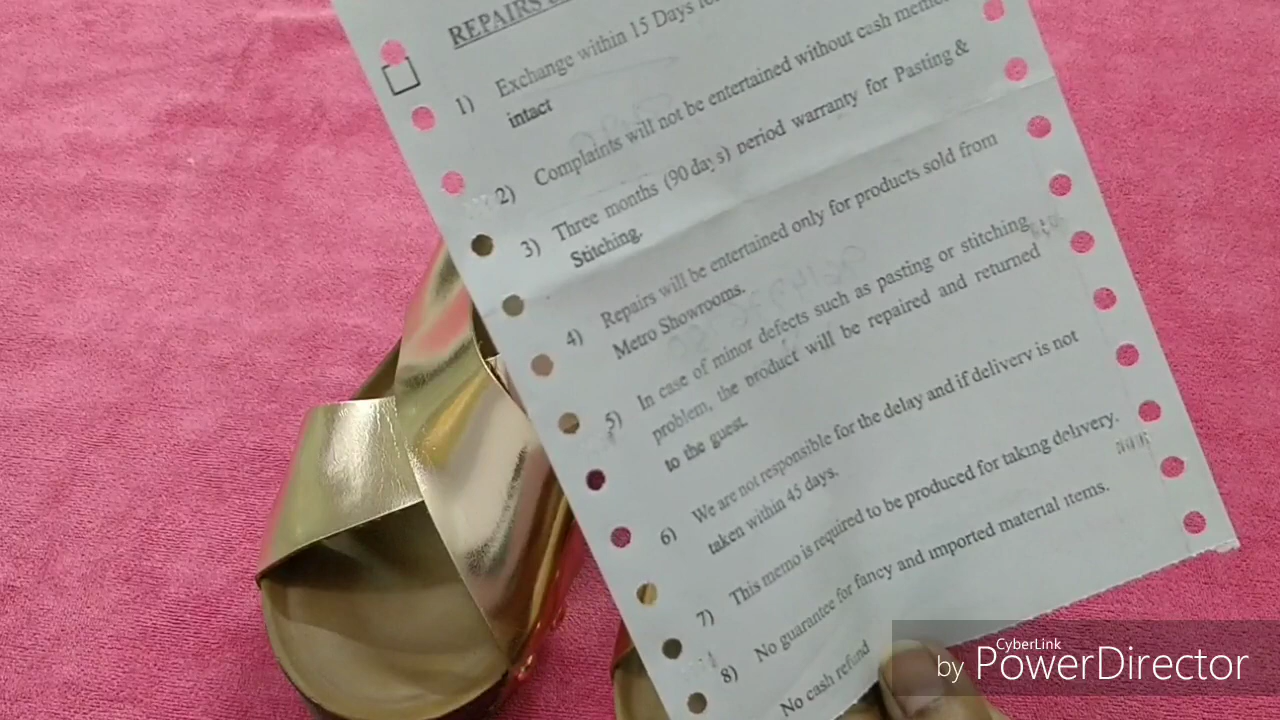 REPAIRS
Exchange within 15 Days
1) intact
Complaints will not be entertained without cash memo
2) Three months (90 days) period warranty for Pasting &
3) Stitching.
Repairs will be entertained only for products sold from
4) Metro Showrooms.
In case of minor defects such as pasting or stitching
5) problem, the product will be repaired and returned
to the guest.
We are not responsible for the delay and if delivery is not
6) taken within 45 days.
This memo is required to be produced for taking delivery.
7) No guarantee for fancy and imported material items.
8) No cash refund
CyberLink
by PowerDirector